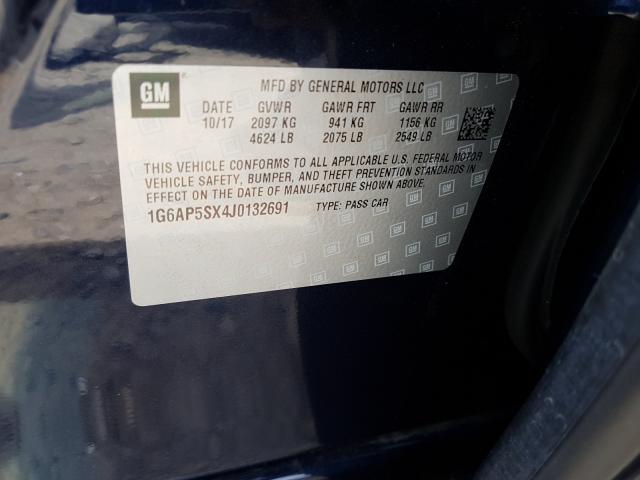 GM
MFD BY GENERAL MOTORS LLC
DATE GVWR GAWR FRT GAWR RR
10/17 2097 KG 941 KG 1156 KG
4624 LB 2075 LB 2549 LB
THIS VEHICLE CONFORMS TO ALL APPLICABLE U.S. FEDERAL MOTOR
VEHICLE SAFETY, BUMPER, AND THEFT PREVENTION STANDARDS IN
EFFECT ON THE DATE OF MANUFACTURE SHOWN ABOVE.
1G6AP5SX4J0132691 TYPE: PASS CAR